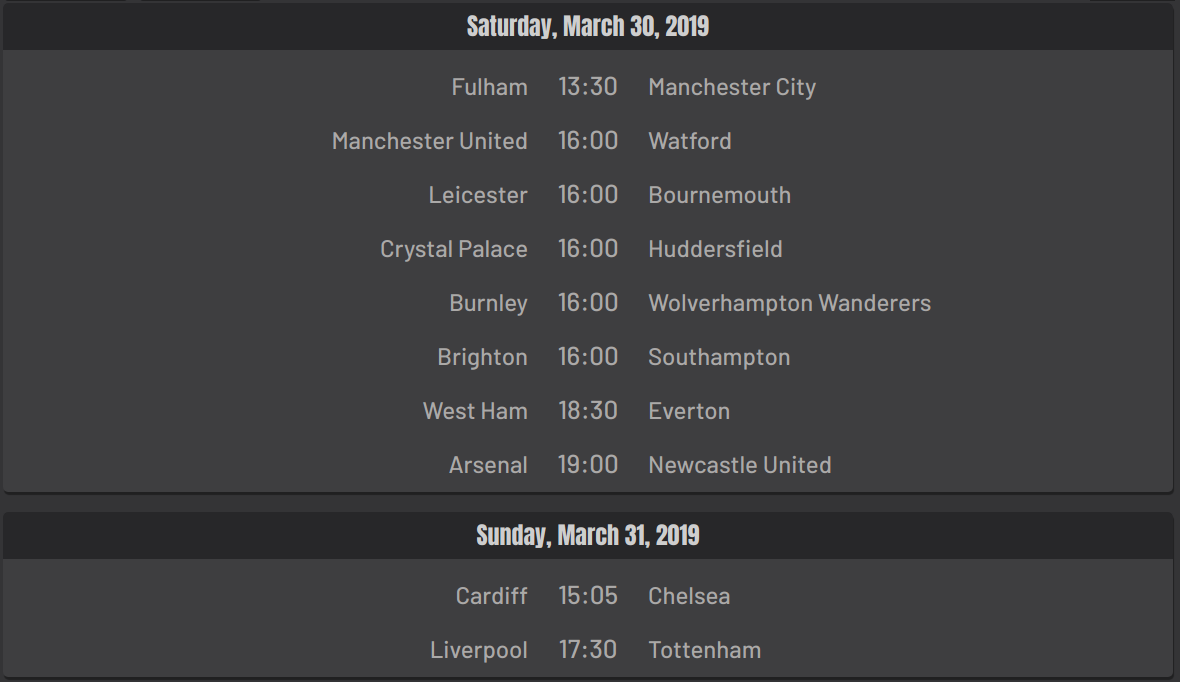 Saturday, March 30, 2019
Fulham 13:30 Manchester City
Manchester United 16:00 Watford
Leicester 16:00 Bournemouth
Crystal Palace 16:00 Huddersfield
Burnley 16:00 Wolverhampton Wanderers
Brighton 16:00 Southampton
West Ham 18:30 Everton
Arsenal 19:00 Newcastle United
Sunday, March 31, 2019
Cardiff 15:05 Chelsea
Liverpool 17:30 Tottenham